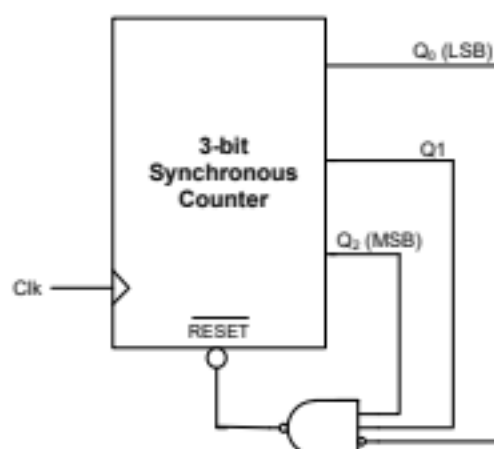 Q₀ (LSB)
3-bit
Synchronous
Counter
Q1
Q₂ (MSB)
Clk
RESET